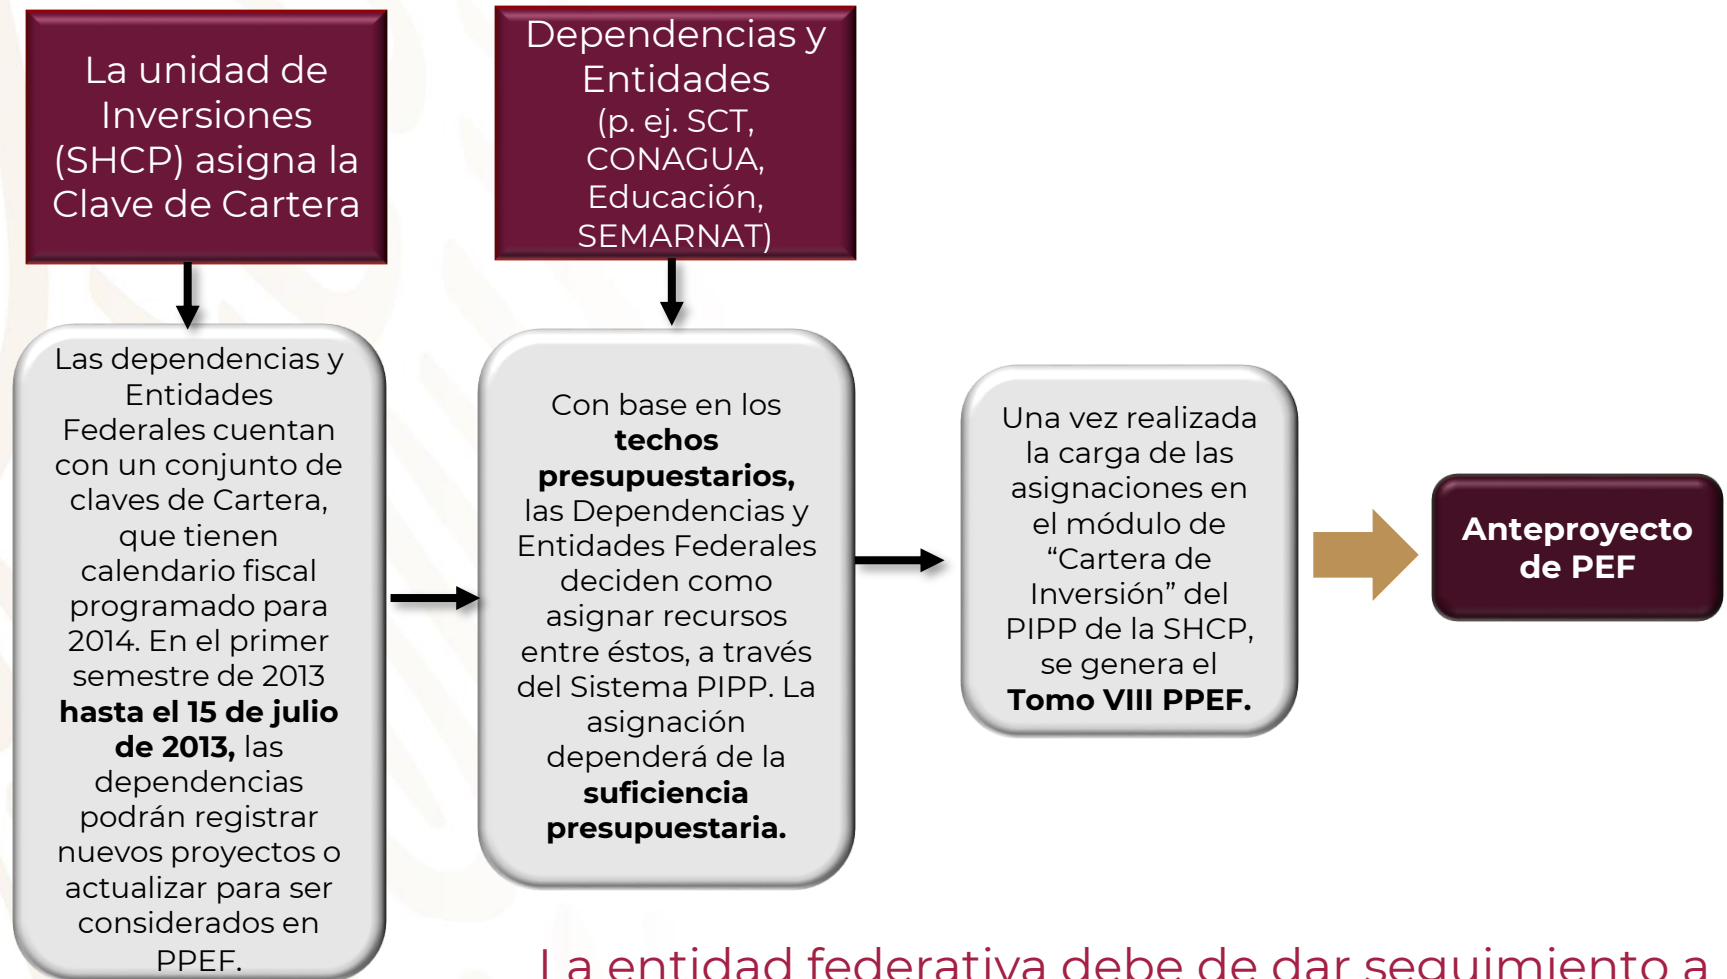 La unidad de
Inversiones
(SHCP) asigna la
Clave de Cartera
Dependencias y
Entidades
(p. ej. SCT,
CONAGUA,
Educación,
SEMARNAT)
Las dependencias y
Entidades
Federales cuentan
con un conjunto de
claves de Cartera,
que tienen
calendario fiscal
programado para
2014. En el primer
semestre de 2013
hasta el 15 de julio
de 2013, las
dependencias
podrán registrar
nuevos proyectos o
actualizar para ser
considerados en
PPEF.
Con base en los
techos
presupuestarios,
las Dependencias y
Entidades Federales
deciden como
asignar recursos
entre éstos, a través
del Sistema PIPP. La
asignación
dependerá de la
suficiencia
presupuestaria.
Una vez realizada
la carga de las
asignaciones en
el módulo de
“Cartera de
Inversión” del
PIPP de la SHCP,
se genera el
Tomo VIII PPEF.
Anteproyecto
de PEF
La entidad federativa debe de dar seguimiento a